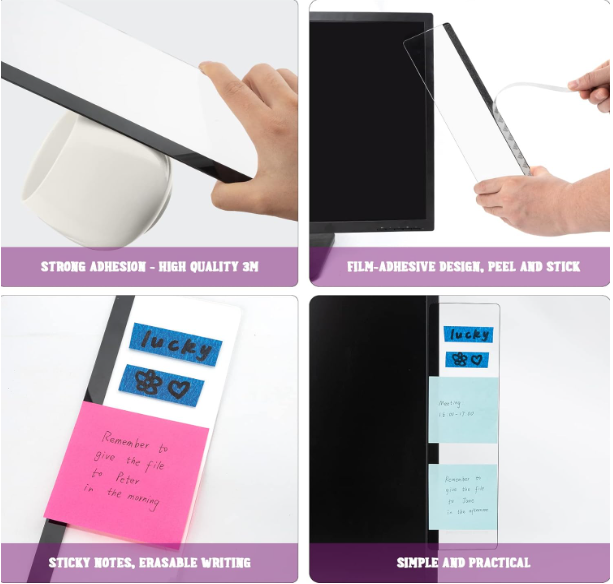 STRONG ADHESION - HIGH QUALITY 3M
FILM-ADHESIVE DESIGN, PEEL AND STICK
lucky
Remember to
give the file
to Peter
in the morning
STICKY NOTES, ERASABLE WRITING
lucky
Meeting
Remember to
give the file
to Jane
in the afternoon
SIMPLE AND PRACTICAL